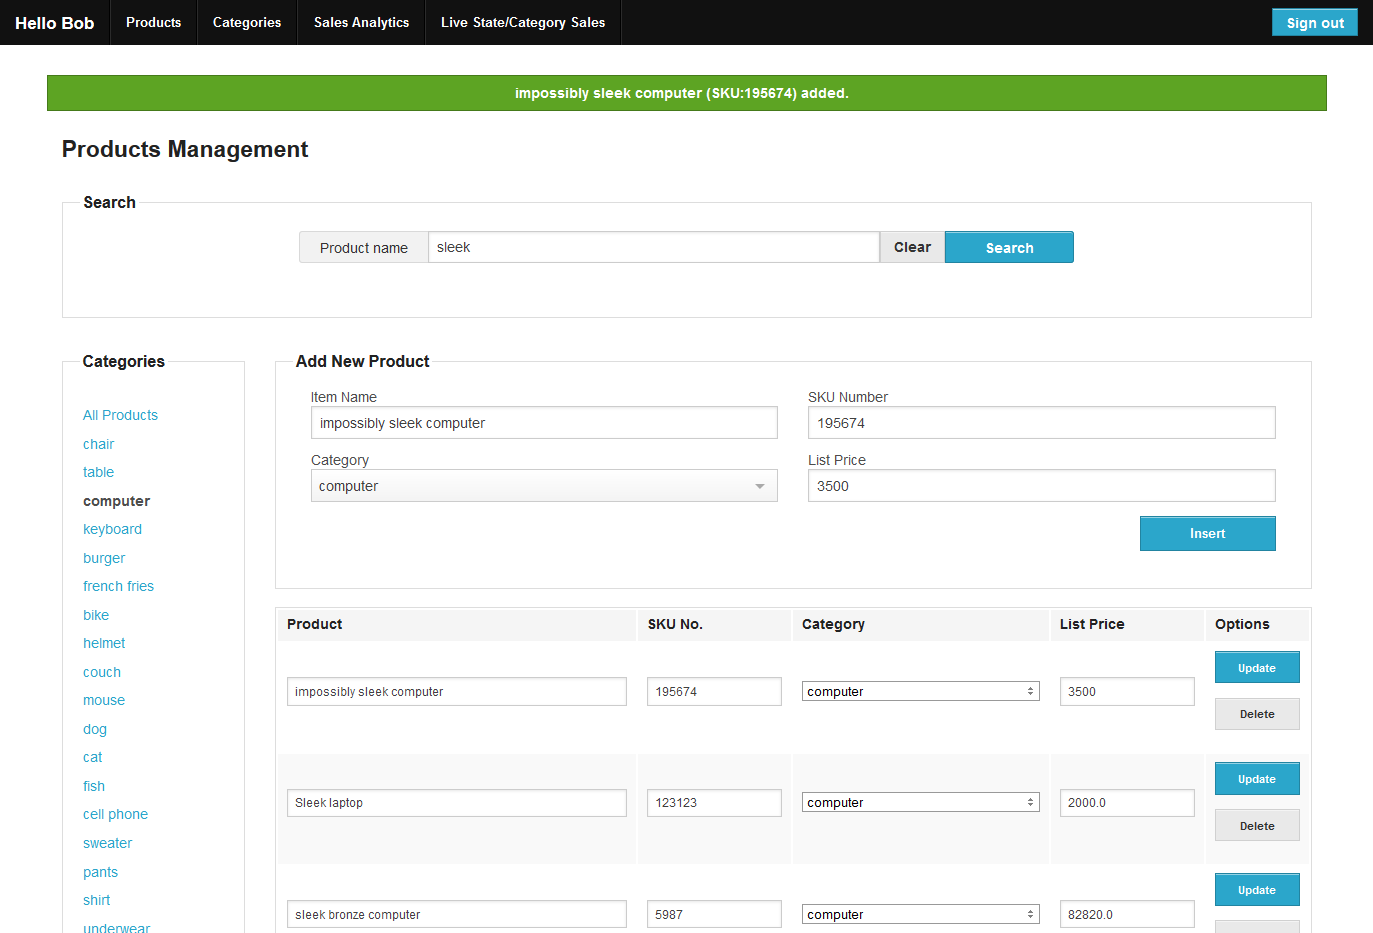 Hello Bob
Products
Categories
Sales Analytics
Live State/Category Sales
Sign out
impossibly sleek computer (SKU:195674) added.
Products Management
Search
Product name
sleek
Clear
Search
Categories
All Products
chair
table
computer
keyboard
burger
french fries
bike
helmet
couch
mouse
dog
cat
fish
cell phone
sweater
pants
shirt
underwear
Add New Product
Item Name
impossibly sleek computer
SKU Number
195674
Category
computer
List Price
3500
Insert
Product SKU No. Category List Price Options
impossibly sleek computer 195674 computer 3500
Update
Delete
Sleek laptop 123123 computer 2000.0
Update
Delete
sleek bronze computer 5987 computer 82820.0
Update